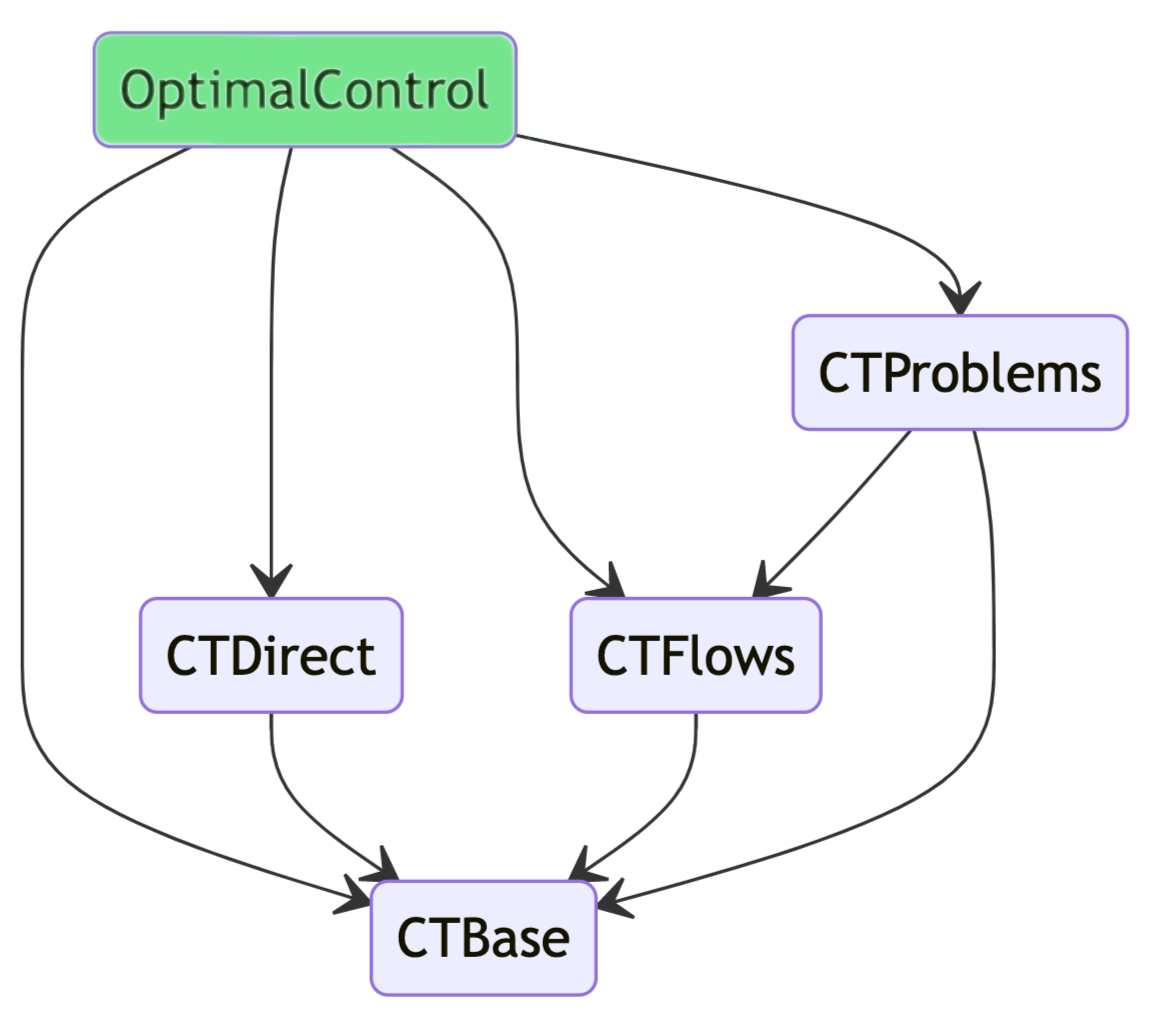 OptimalControl
CTProblems
CTDirect
CTFlows
CTBase